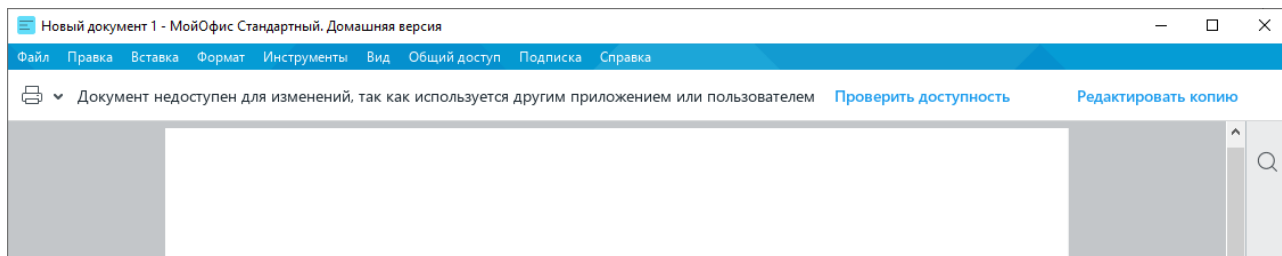 Новый документ 1 - МойОфис Стандартный. Домашняя версия
Файл Правка Вставка Формат Инструменты Вид Общий доступ Подписка Справка
Документ недоступен для изменений, так как используется другим приложением или пользователем Проверить доступность Редактировать копию